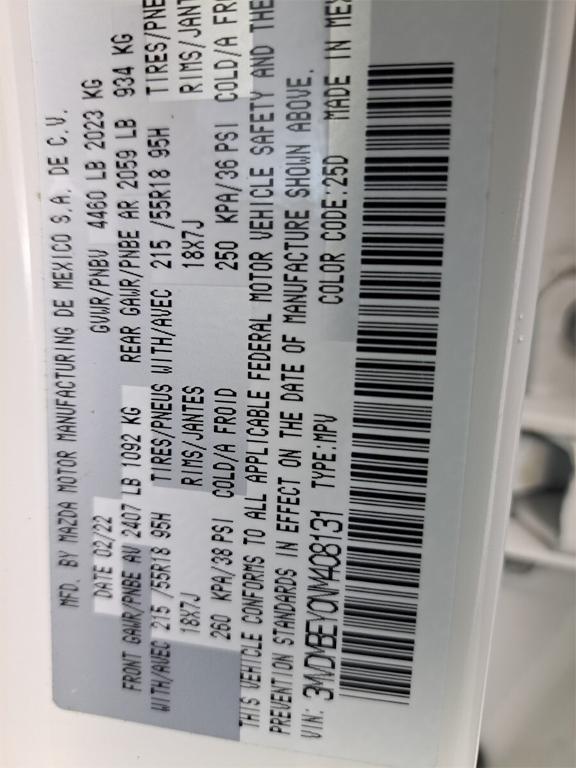 MFD. BY MAZDA MOTOR MANUFACTURING DE MEXICO S.A. DE C.V.
DATE 02/22 GVWR/PNBV 4460 LB 2023 KG
FRONT GAWR/PNBE AV 2407 LB 1092 KG REAR GAWR/PNBE AR 2059 LB 934 KG
WITH/AVEC 215 /55R18 95H TIRES/PNEUS WITH/AVEC 215 /55R18 95H TIRES/PNE
18X7J RIMS/JANTES 18X7J RIMS/JANT
260 KPA/38 PSI COLD/A FROID 250 KPA/36 PSI COLD/A FR
THIS VEHICLE CONFORMS TO ALL APPLICABLE FEDERAL MOTOR VEHICLE SAFETY AND THE
PREVENTION STANDARDS IN EFFECT ON THE DATE OF MANUFACTURE SHOWN ABOVE.
VIN: 3MVDMBEY0NM408131 TYPE:MPV COLOR CODE:25D MADE IN MEX